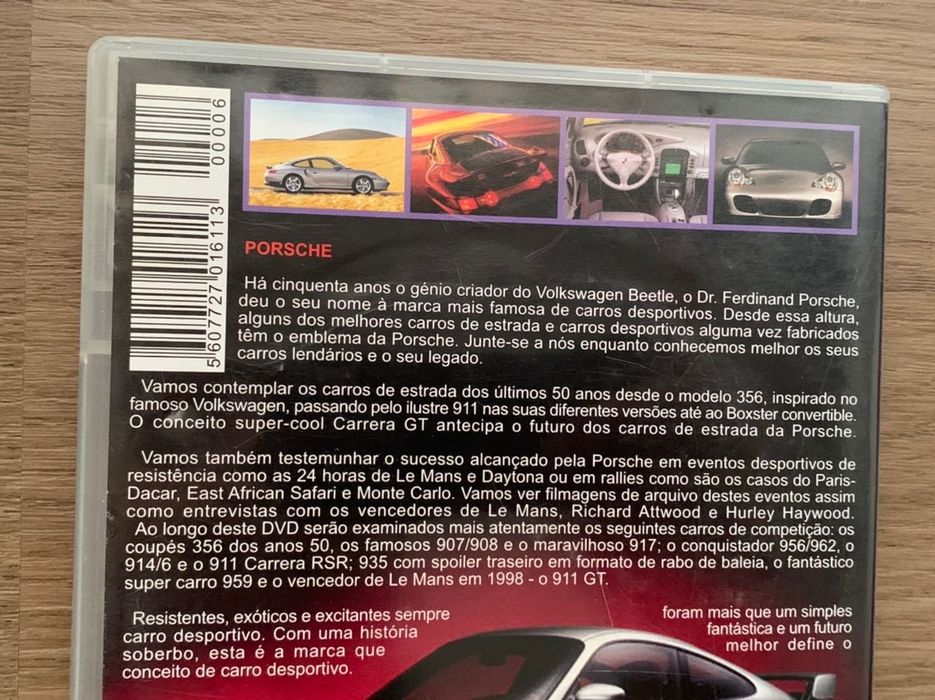 5607727 016113
00006
PORSCHE
Há cinquenta anos o génio criador do Volkswagen Beetle, o Dr. Ferdinand Porsche,
deu o seu nome à marca mais famosa de carros desportivos. Desde essa altura,
alguns dos melhores carros de estrada e carros desportivos alguma vez fabricados
têm o emblema da Porsche. Junte-se a nós enquanto conhecemos melhor os seus
carros lendários e o seu legado.
Vamos contemplar os carros de estrada dos últimos 50 anos desde o modelo 356, inspirado no
famoso Volkswagen, passando pelo ilustre 911 nas suas diferentes versões até ao Boxster convertible.
O conceito super-cool Carrera GT antecipa o futuro dos carros de estrada da Porsche.
Vamos também testemunhar o sucesso alcançado pela Porsche em eventos desportivos de
resistência como as 24 horas de Le Mans e Daytona ou em rallies como são os casos do Paris-
Dacar, East African Safari e Monte Carlo. Vamos ver filmagens de arquivo destes eventos assim
como entrevistas com os vencedores de Le Mans, Richard Attwood e Hurley Haywood.
Ao longo deste DVD serão examinados mais atentamente os seguintes carros de competição: os
coupés 356 dos anos 50, os famosos 907/908 e o maravilhoso 917; o conquistador 956/962, o
914/6 e o 911 Carrera RSR; 935 com spoiler traseiro em formato de rabo de baleia, o fantástico
super carro 959 e o vencedor de Le Mans em 1998 - o 911 GT.
Resistentes, exóticos e excitantes sempre foram mais que um simples
carro desportivo. Com uma história fantástica e um futuro
soberbo, esta é a marca que melhor define o
conceito de carro desportivo.